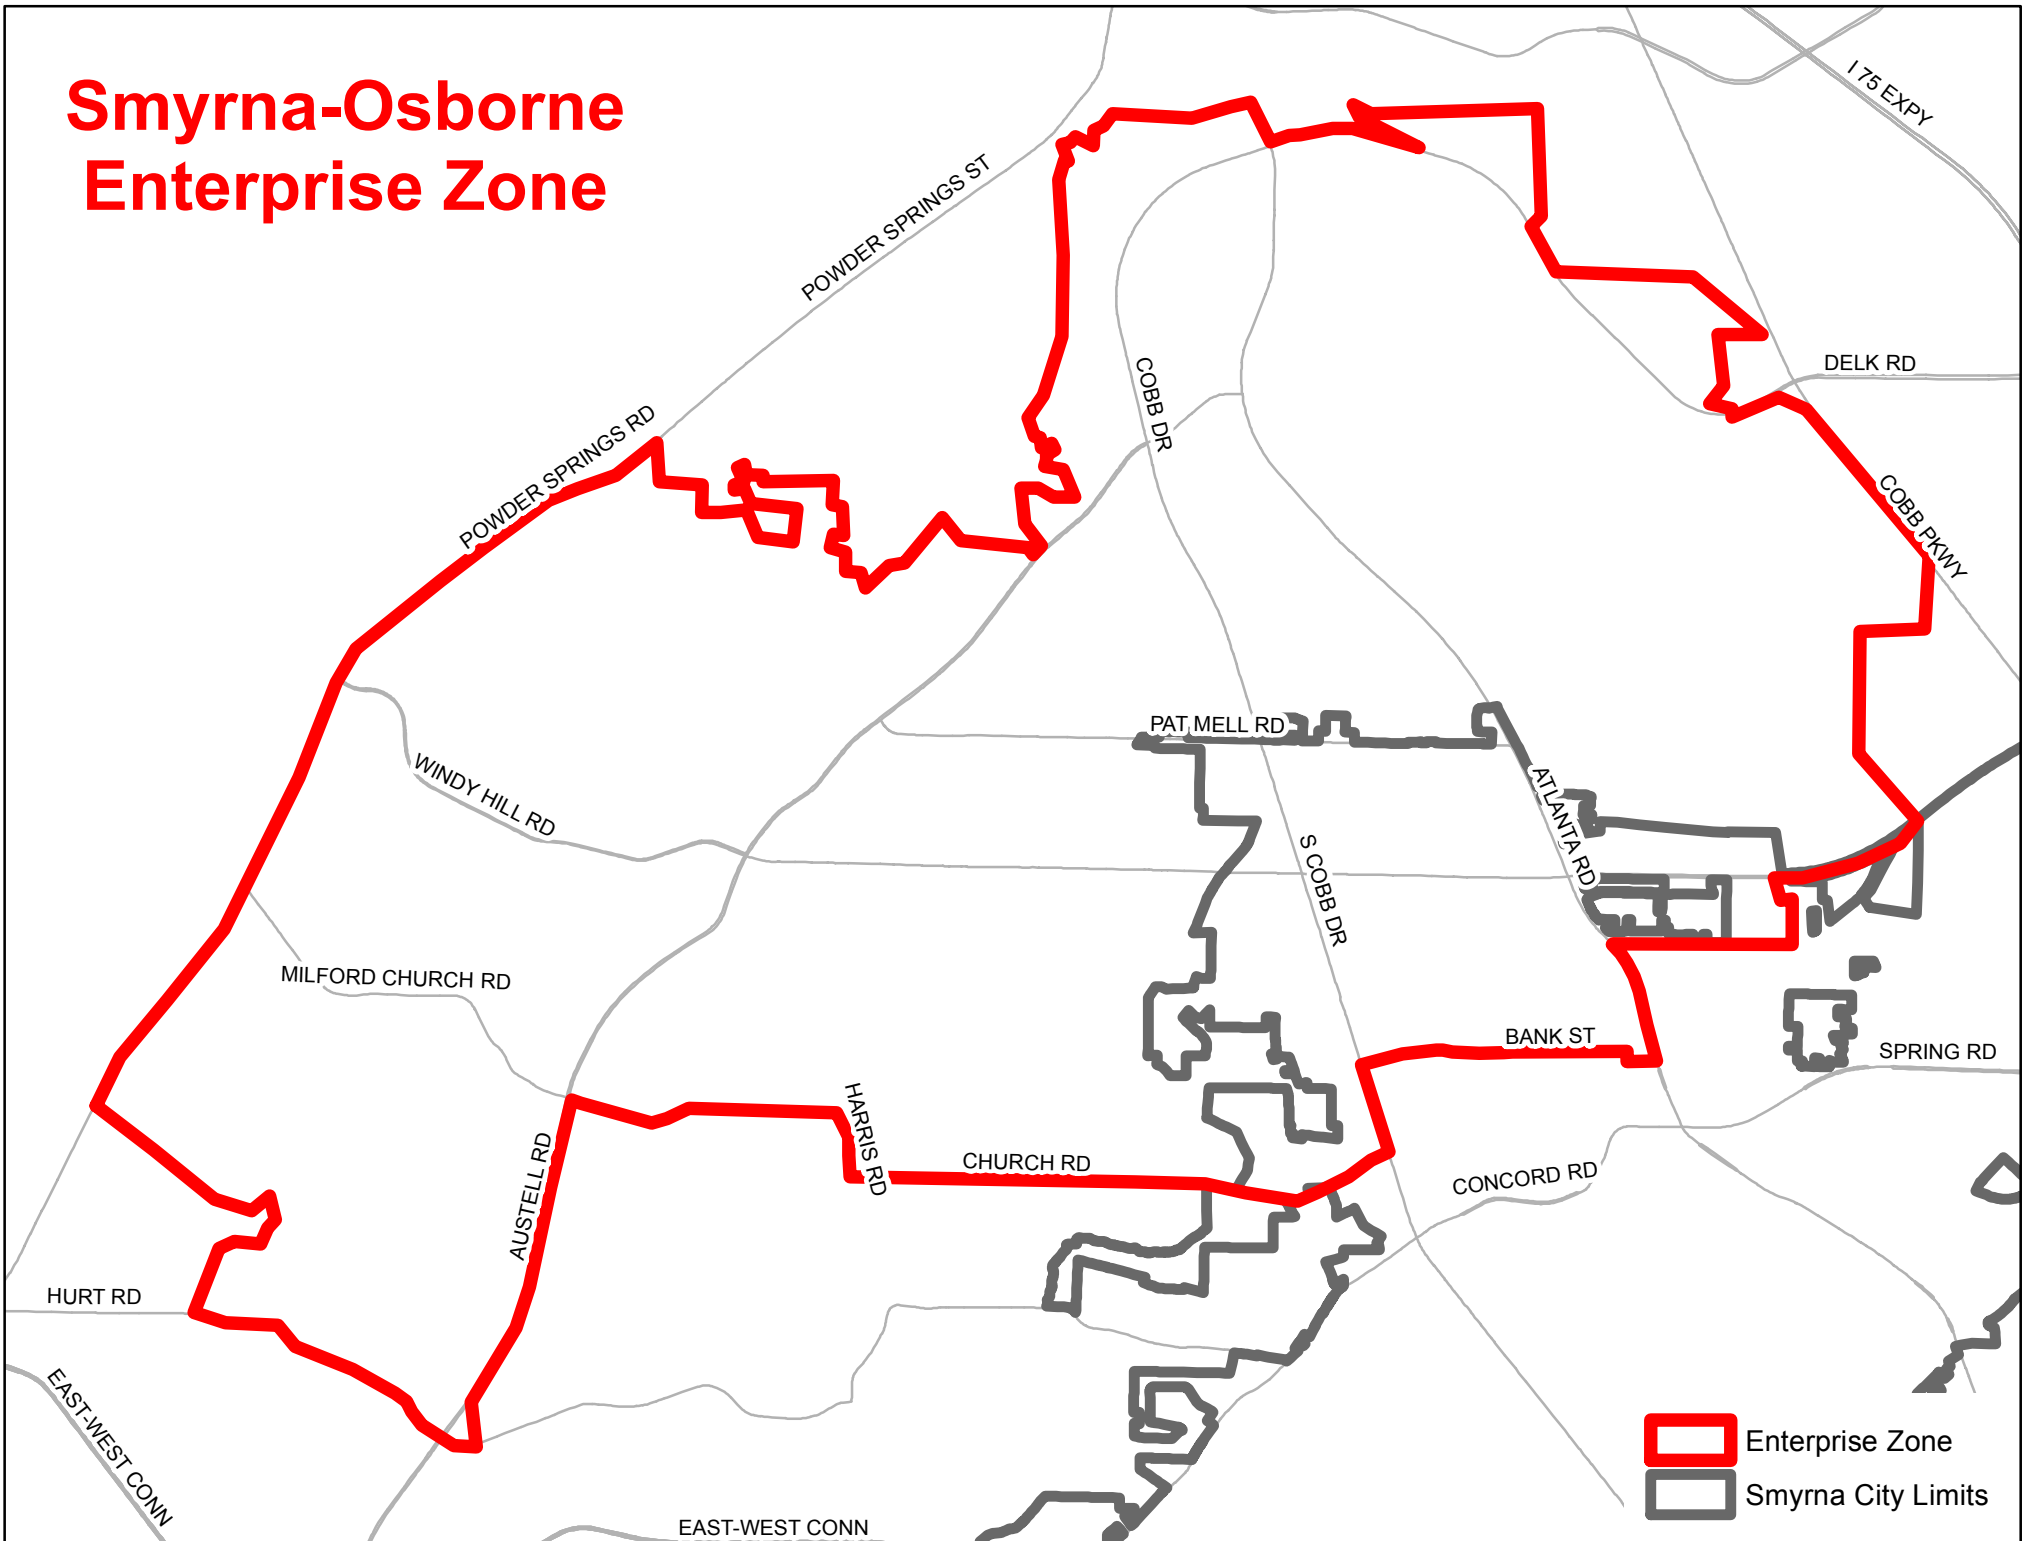 Smyrna-Osborne
Enterprise Zone
I 75 EXPY
POWDER SPRINGS ST
DELK RD
COBB DR
POWDER SPRINGS RD
COBB PKWY
PAT MELL RD
WINDY HILL RD
ATLANTA RD
S COBB DR
MILFORD CHURCH RD
BANK ST
SPRING RD
HARRIS RD
AUSTELL RD
CHURCH RD
CONCORD RD
HURT RD
EAST-WEST CONN
Enterprise Zone
Smyrna City Limits
EAST-WEST CONN